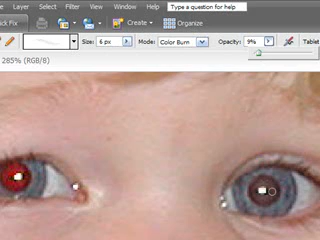 e Layer Select Filter View Window Help Type a question for help
ick Fix Create Organize
Size: 6 px Mode: Color Burn Opacity: 9% Tablet
285% (RGB/8)